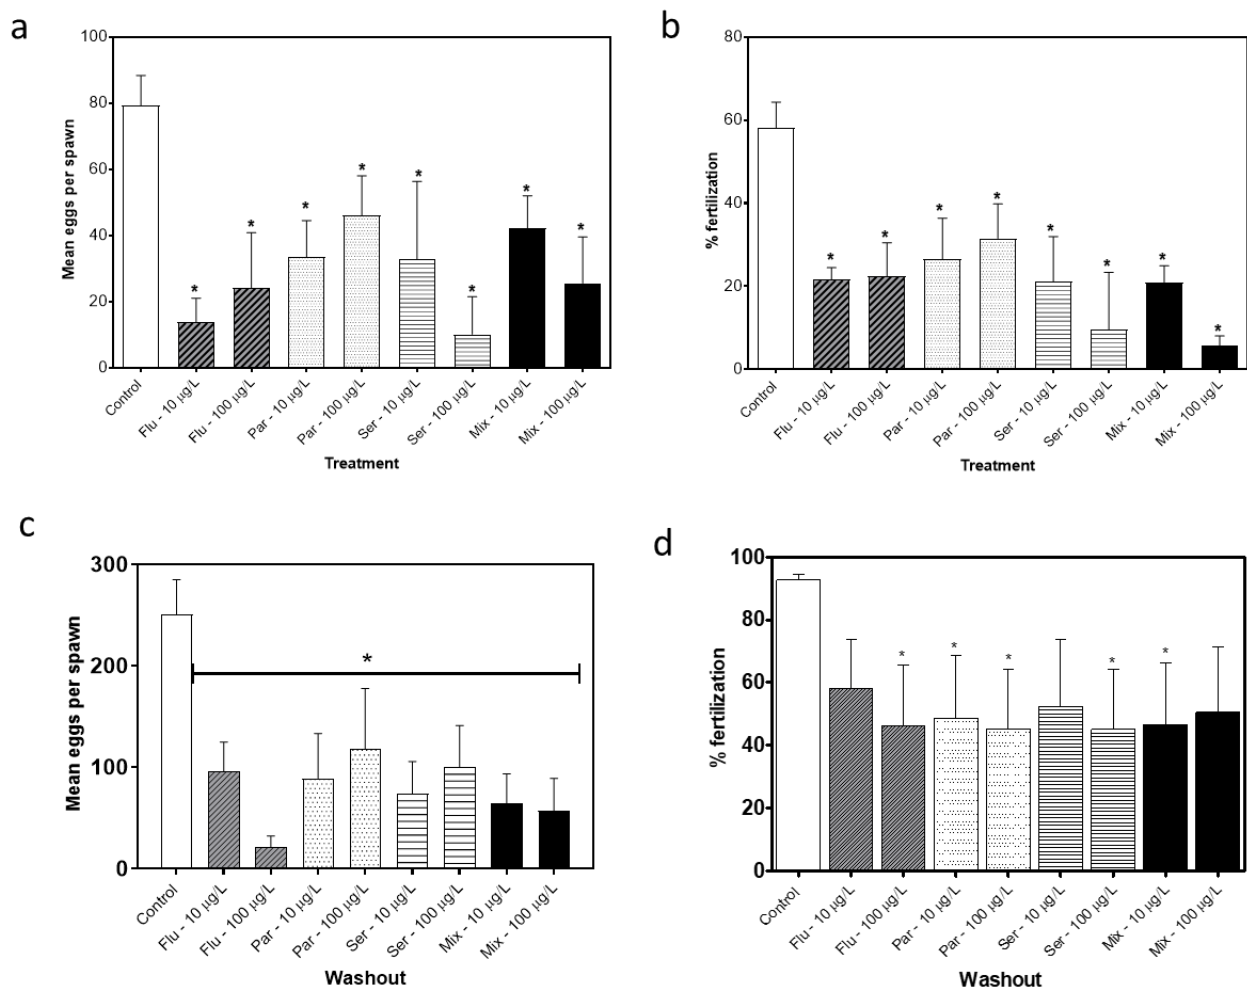 a
100
80
60
40
20
0
Mean eggs per spawn
* * * * * * * *
Control
Flu - 10 µg/L
Flu - 100 µg/L
Par - 10 µg/L
Par - 100 µg/L
Ser - 10 µg/L
Ser - 100 µg/L
Mix - 10 µg/L
Mix - 100 µg/L
Treatment
b
80
60
40
20
0
% fertilization
* * * * * * * *
Control
Flu - 10 µg/L
Flu - 100 µg/L
Par - 10 µg/L
Par - 100 µg/L
Ser - 10 µg/L
Ser - 100 µg/L
Mix - 10 µg/L
Mix - 100 µg/L
Treatment
c
300
200
100
0
Mean eggs per spawn
*
Control
Flu - 10 µg/L
Flu - 100 µg/L
Par - 10 µg/L
Par - 100 µg/L
Ser - 10 µg/L
Ser - 100 µg/L
Mix - 10 µg/L
Mix - 100 µg/L
Washout
d
100
80
60
40
20
0
% fertilization
* * * * *
Control
Flu - 10 µg/L
Flu - 100 µg/L
Par - 10 µg/L
Par - 100 µg/L
Ser - 10 µg/L
Ser - 100 µg/L
Mix - 10 µg/L
Mix - 100 µg/L
Washout